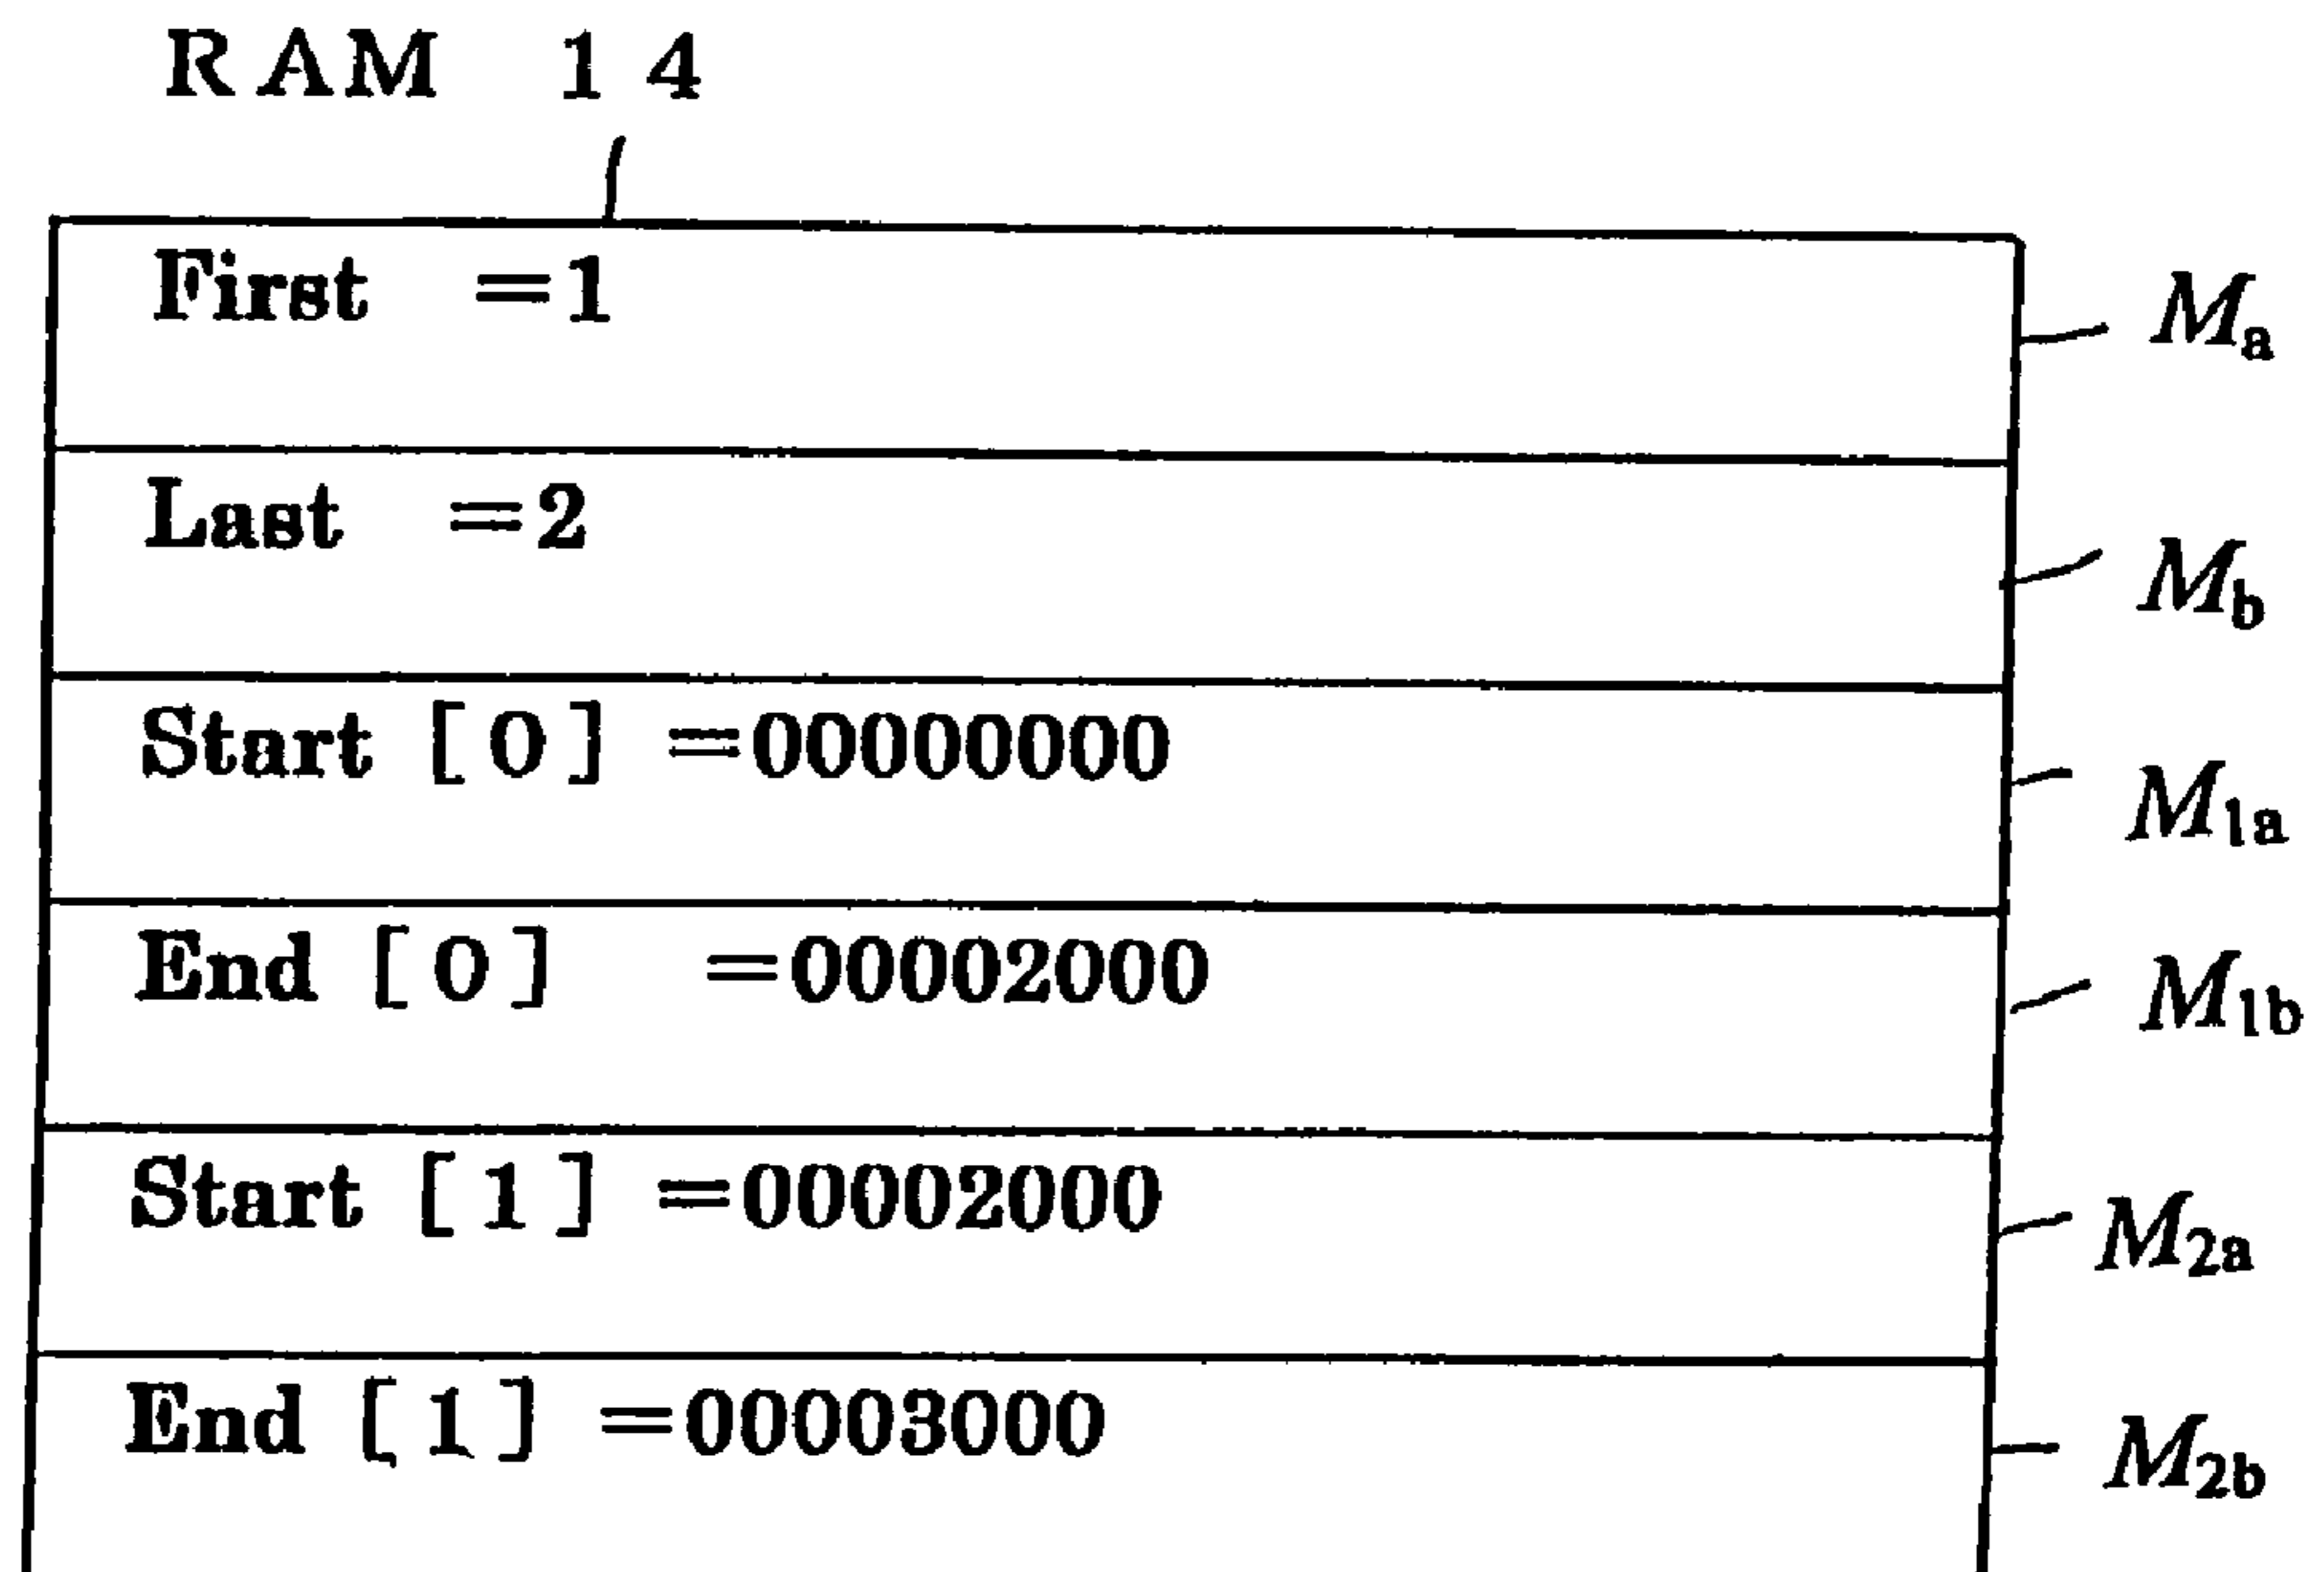 RAM 14
First =1
Ma
Last =2
Mb
Start [0] =00000000
M1a
End [0] =00002000
M1b
Start [1] =00002000
M2a
End [1] =00003000
M2b